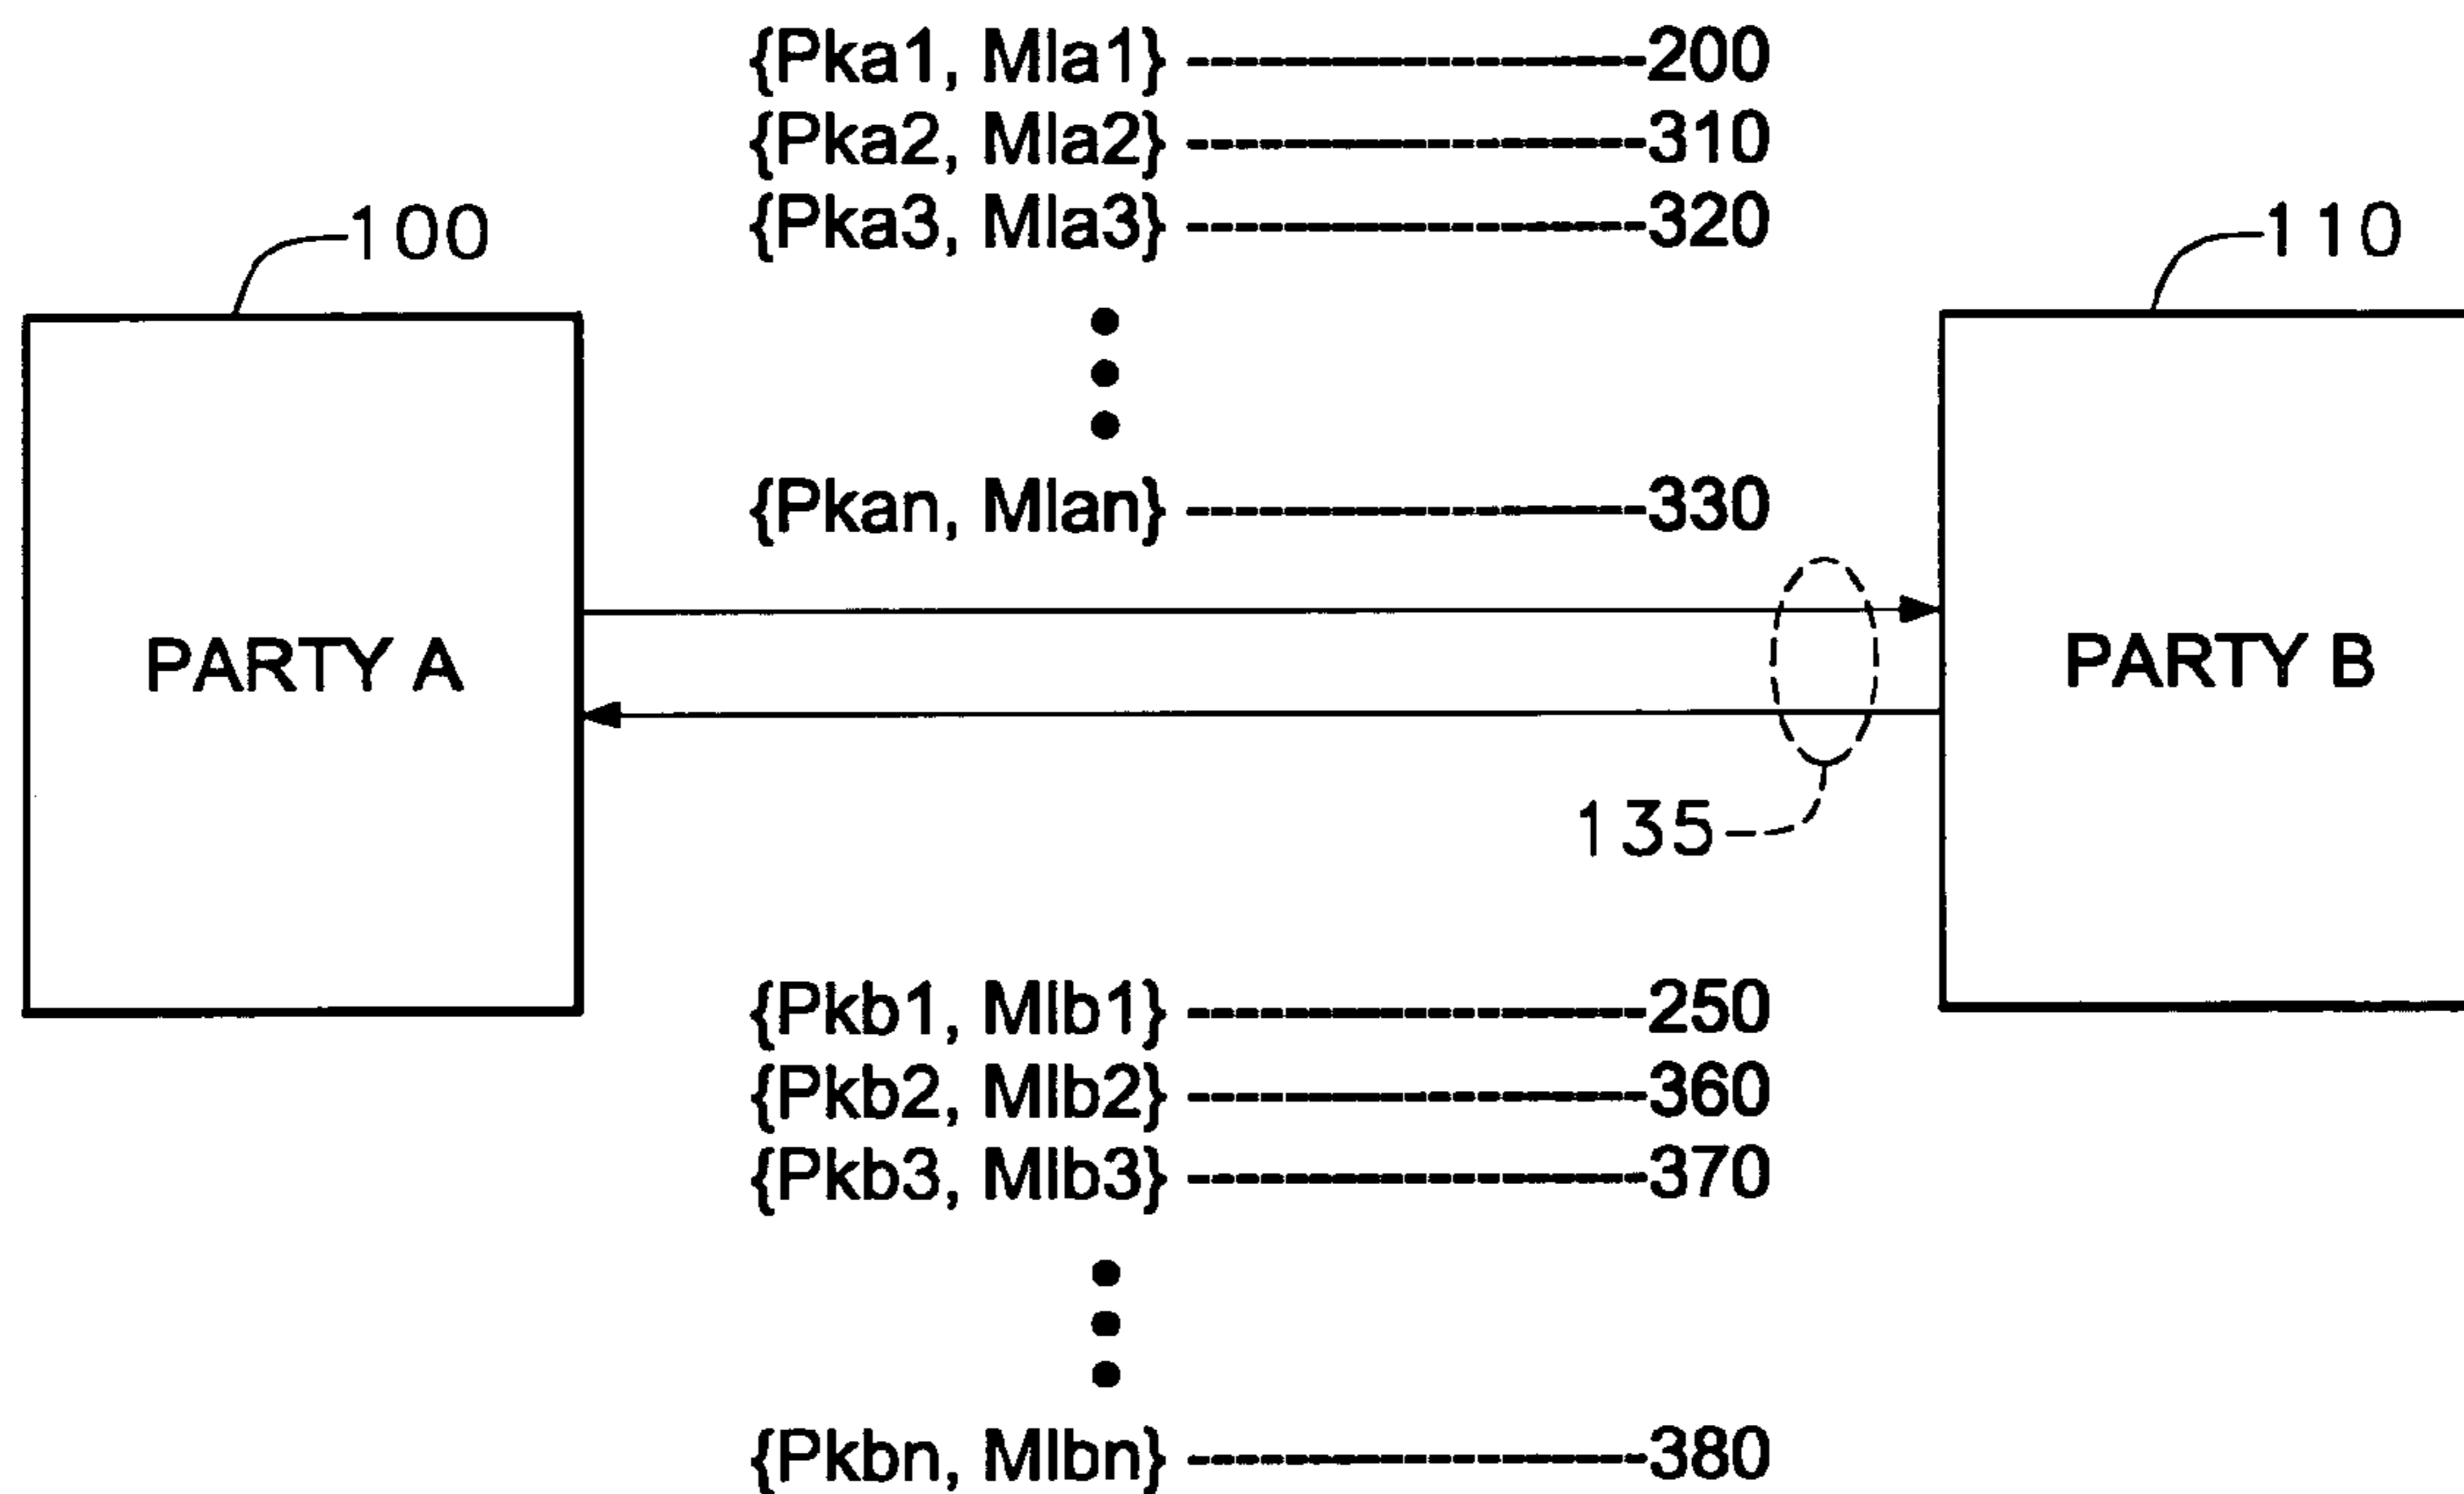 {Pka1, Mla1} ---------- 200
{Pka2, Mla2} ---------- 310
{Pka3, Mla3} ---------- 320
100
110
{Pkan, Mlan} ---------- 330
PARTY A
PARTY B
135
{Pkb1, Mlb1} ---------- 250
{Pkb2, Mlb2} ---------- 360
{Pkb3, Mlb3} ---------- 370
{Pkbn, Mlbn} ---------- 380